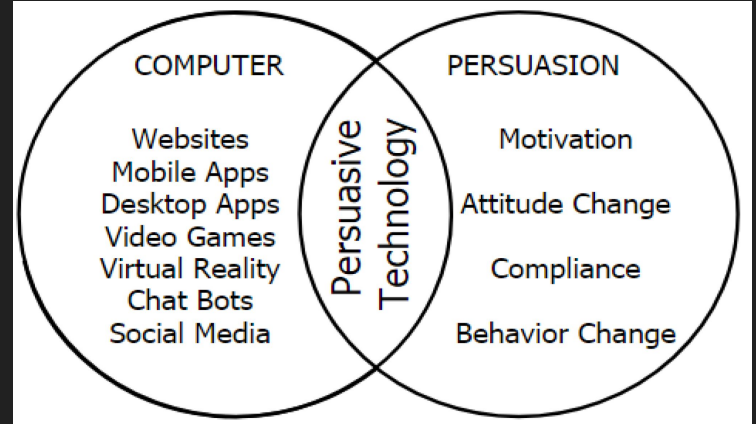 COMPUTER
Websites
Mobile Apps
Desktop Apps
Video Games
Virtual Reality
Chat Bots
Social Media
Persuasive
Technology
PERSUASION
Motivation
Attitude Change
Compliance
Behavior Change